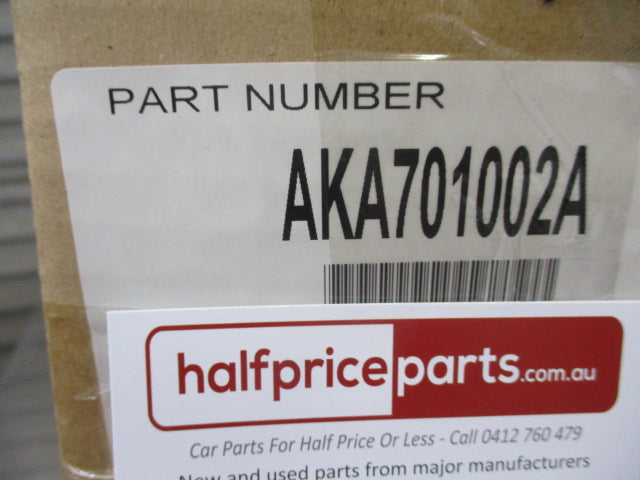 PART NUMBER
AKA701002A
halfpriceparts.com.au
Car Parts For Half Price Or Less - Call 0412 760 479
New and used parts from major manufacturers